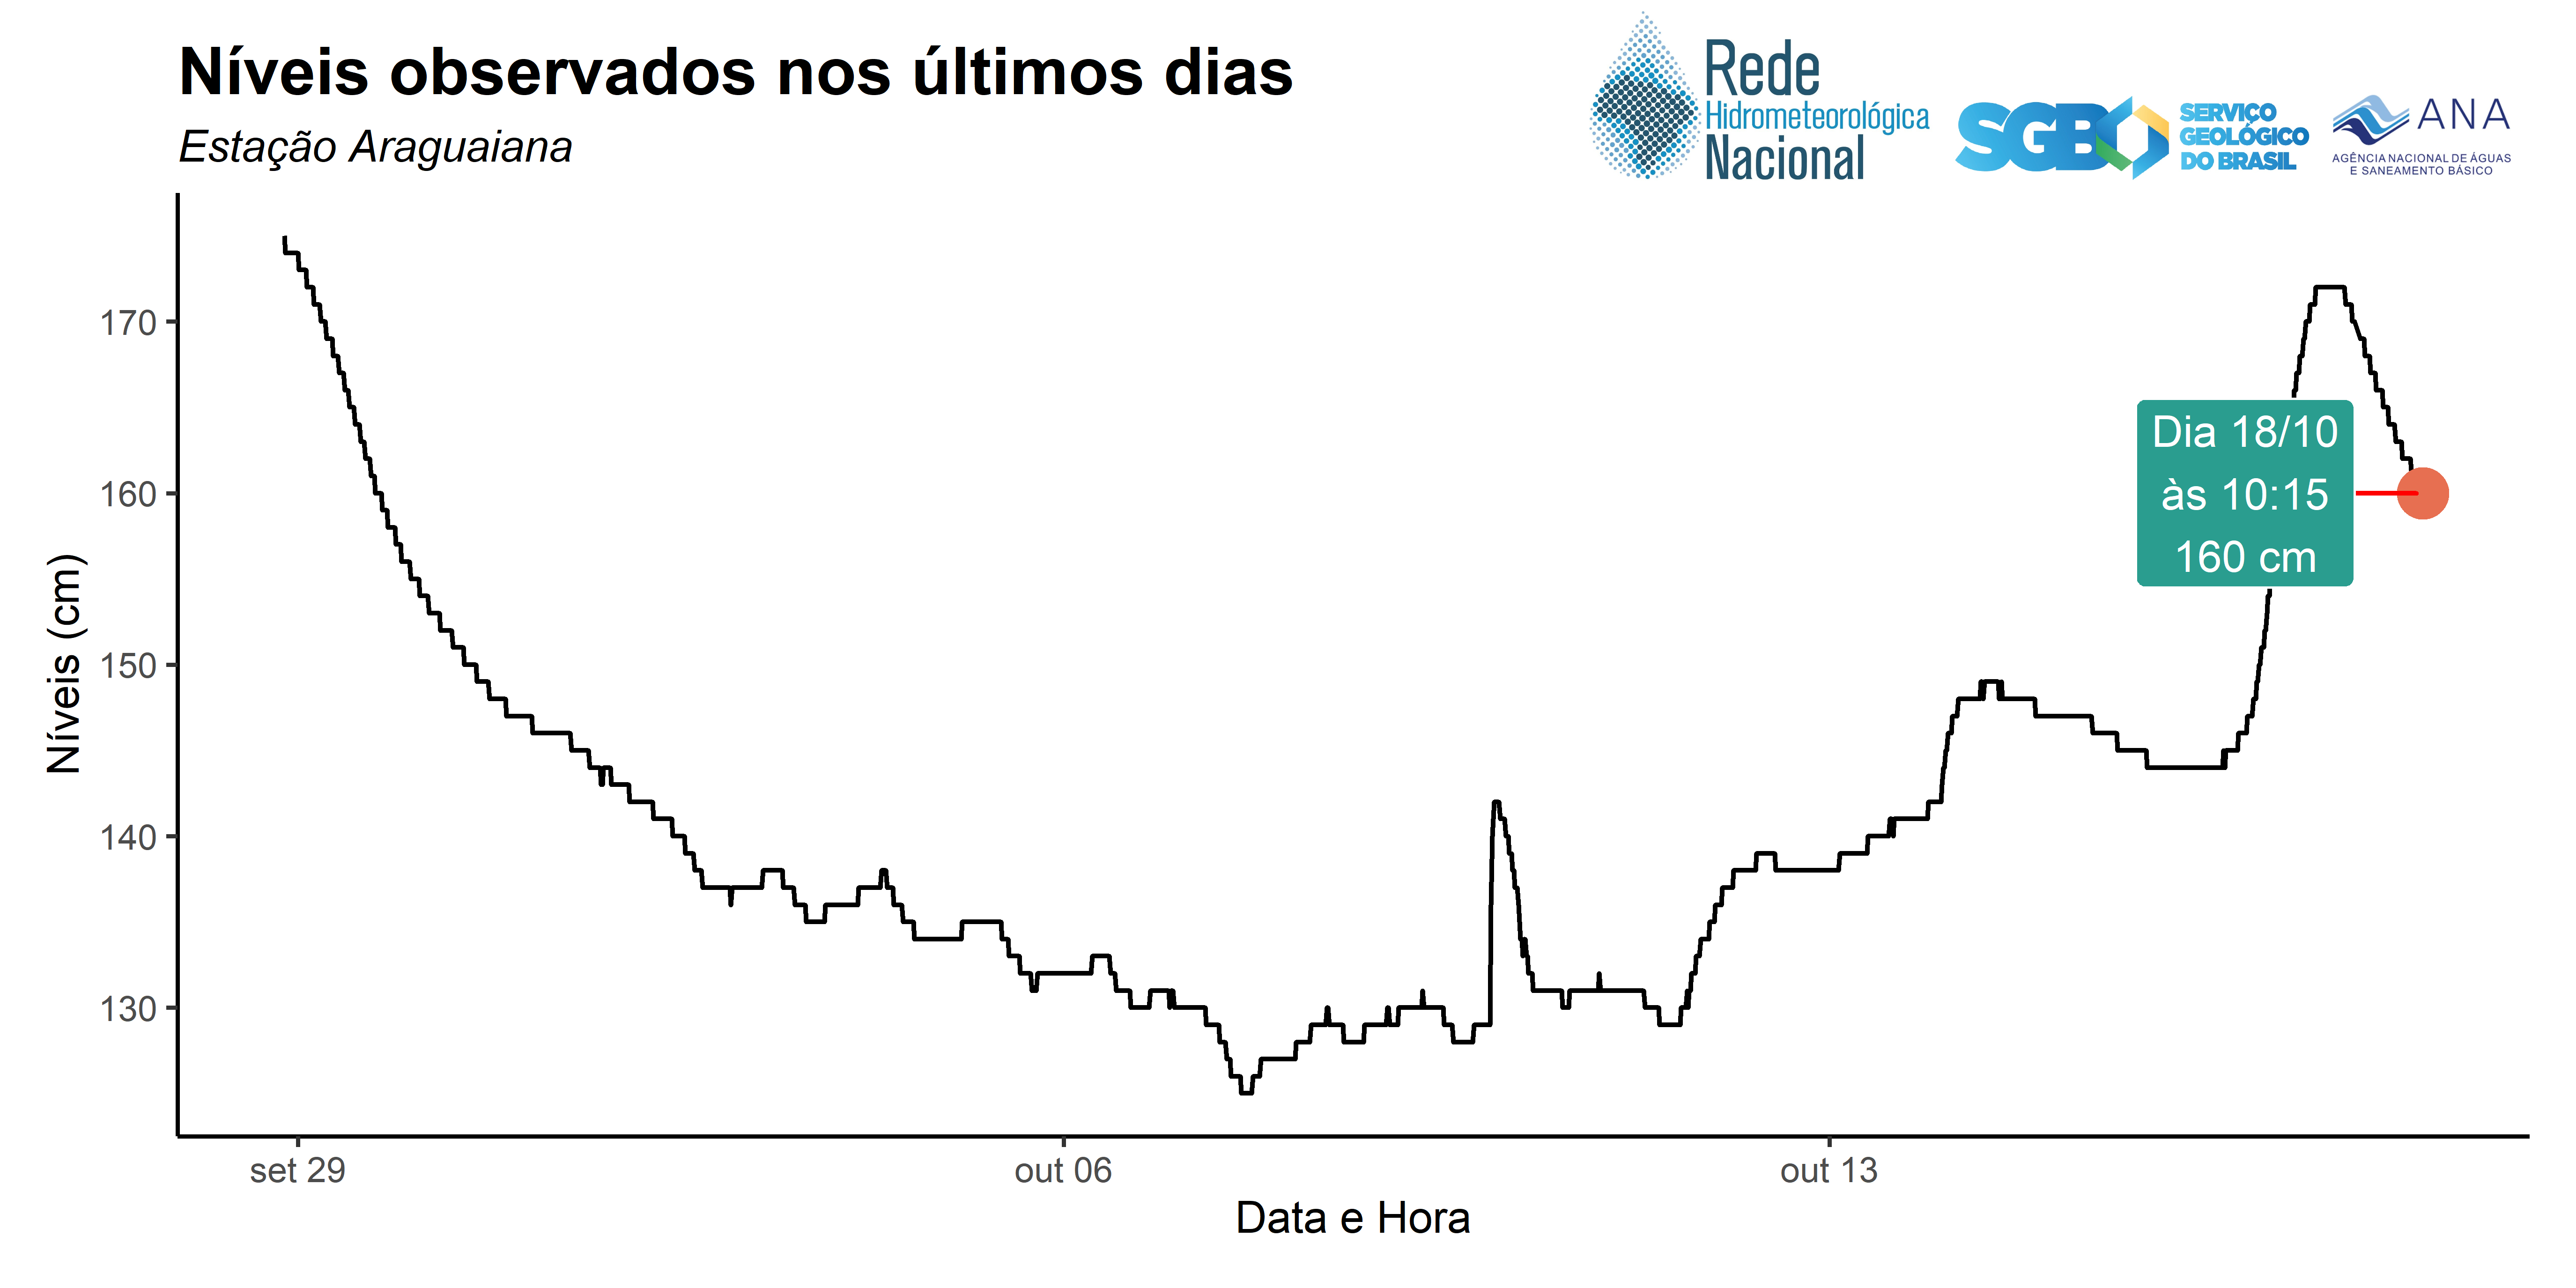 Níveis observados nos últimos dias
Estação Araguaiana
Rede
Hidrometeorológica
Nacional
SGB
SERVIÇO
GEOLÓGICO
DO BRASIL
ANA
AGÊNCIA NACIONAL DE ÁGUAS
E SANEAMENTO BÁSICO
Níveis (cm)
170
160
150
140
130
Dia 18/10
às 10:15
160 cm
set 29
out 06
out 13
Data e Hora